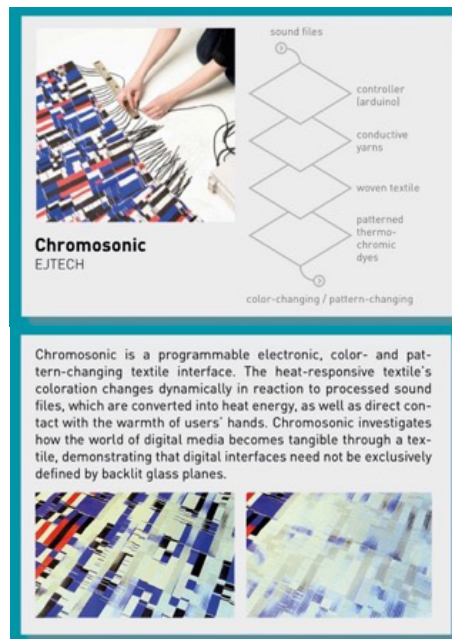 sound files
controller
(arduino)
conductive
yarns
woven textile
patterned
thermo-
chromic
dyes
Chromosonic
EJTECH
color-changing / pattern-changing
Chromosonic is a programmable electronic, color- and pat-
tern-changing textile interface. The heat-responsive textile's
coloration changes dynamically in reaction to processed sound
files, which are converted into heat energy, as well as direct con-
tact with the warmth of users' hands. Chromosonic investigates
how the world of digital media becomes tangible through a tex-
tile, demonstrating that digital interfaces need not be exclusively
defined by backlit glass planes.